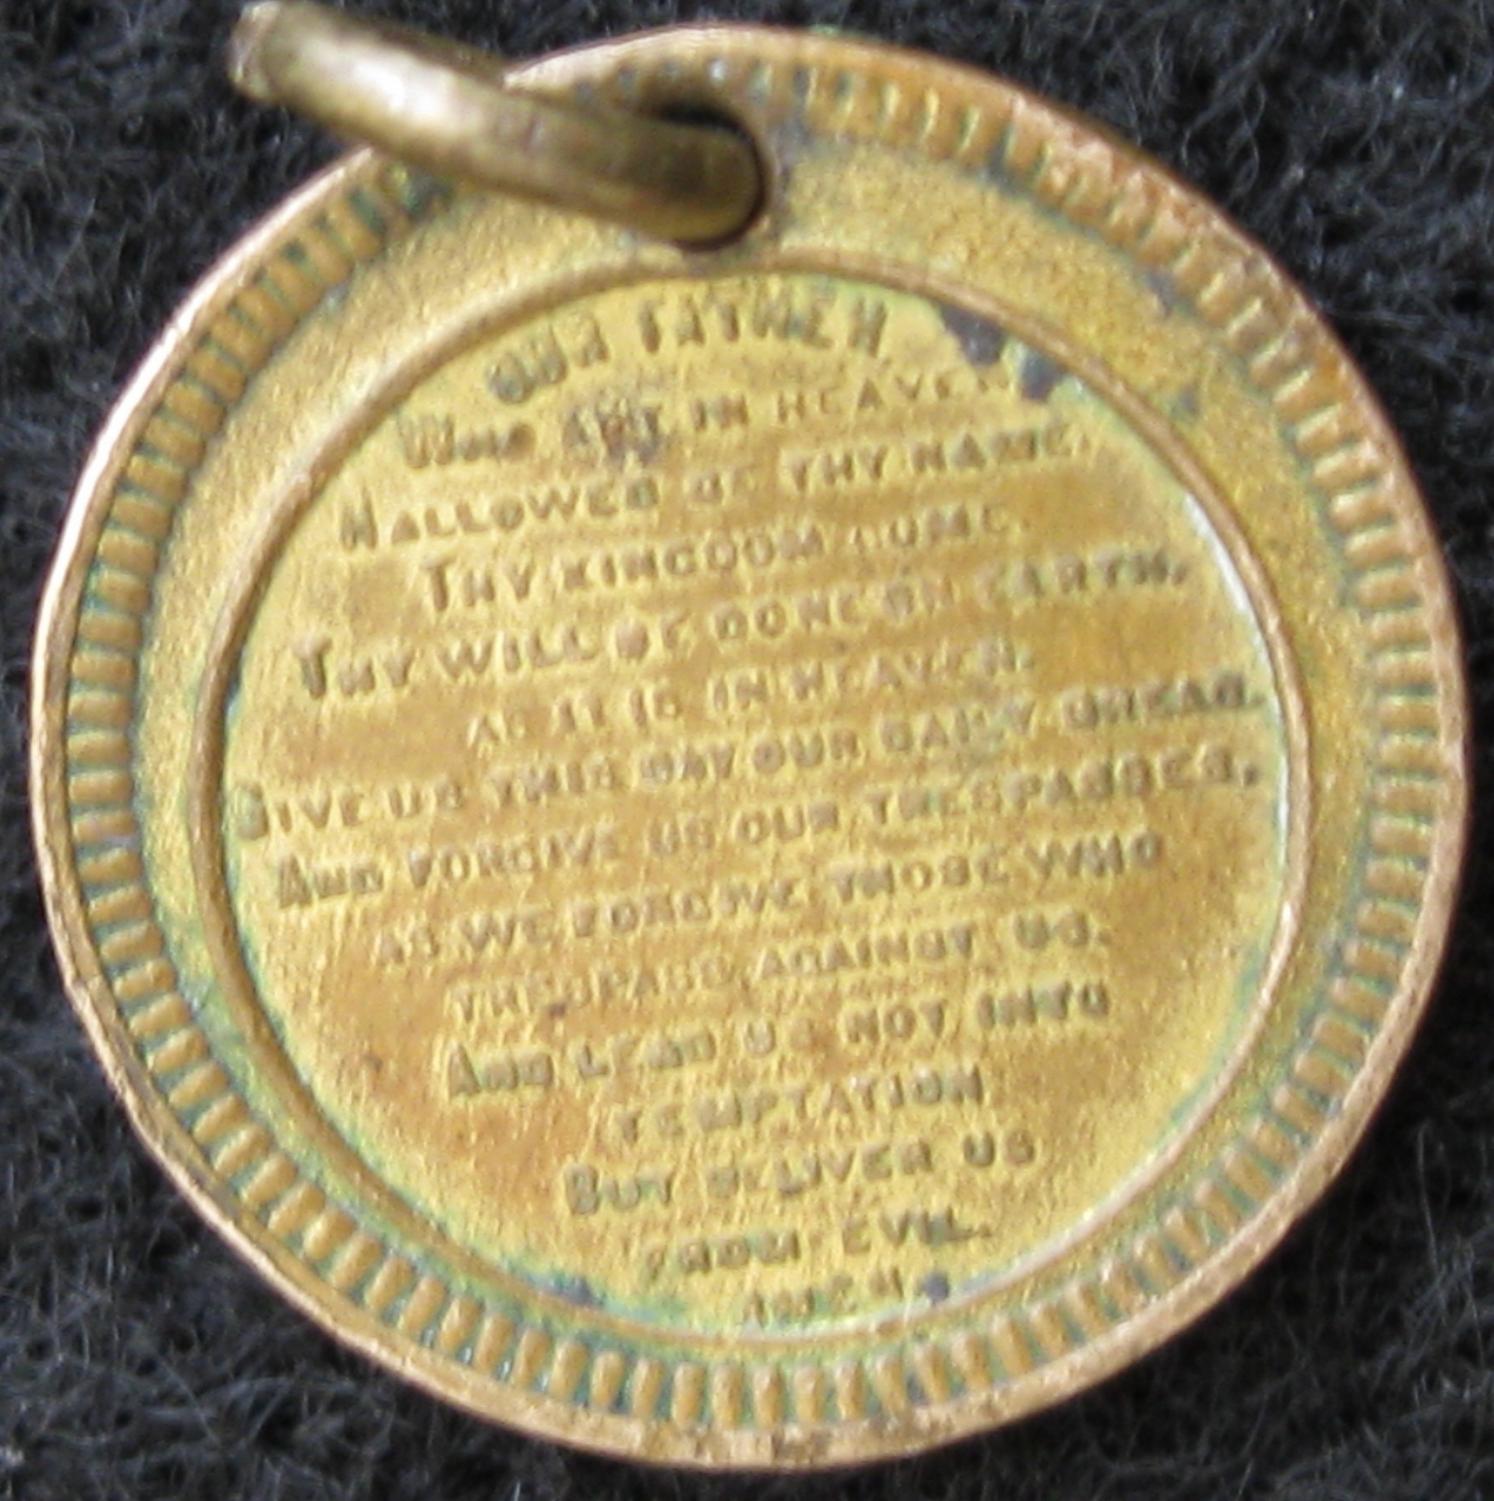 OUR FATHER
WHO ART IN HEAVEN
HALLOWED BE THY NAME.
THY KINGDOM COME.
THY WILL BE DONE ON EARTH,
AS IT IS IN HEAVEN.
GIVE US THIS DAY OUR DAILY BREAD.
AND FORGIVE US OUR TRESPASSES,
AS WE FORGIVE THOSE WHO
TRESPASS AGAINST US.
AND LEAD US NOT INTO
TEMPTATION
BUT DELIVER US
FROM EVIL.
AMEN